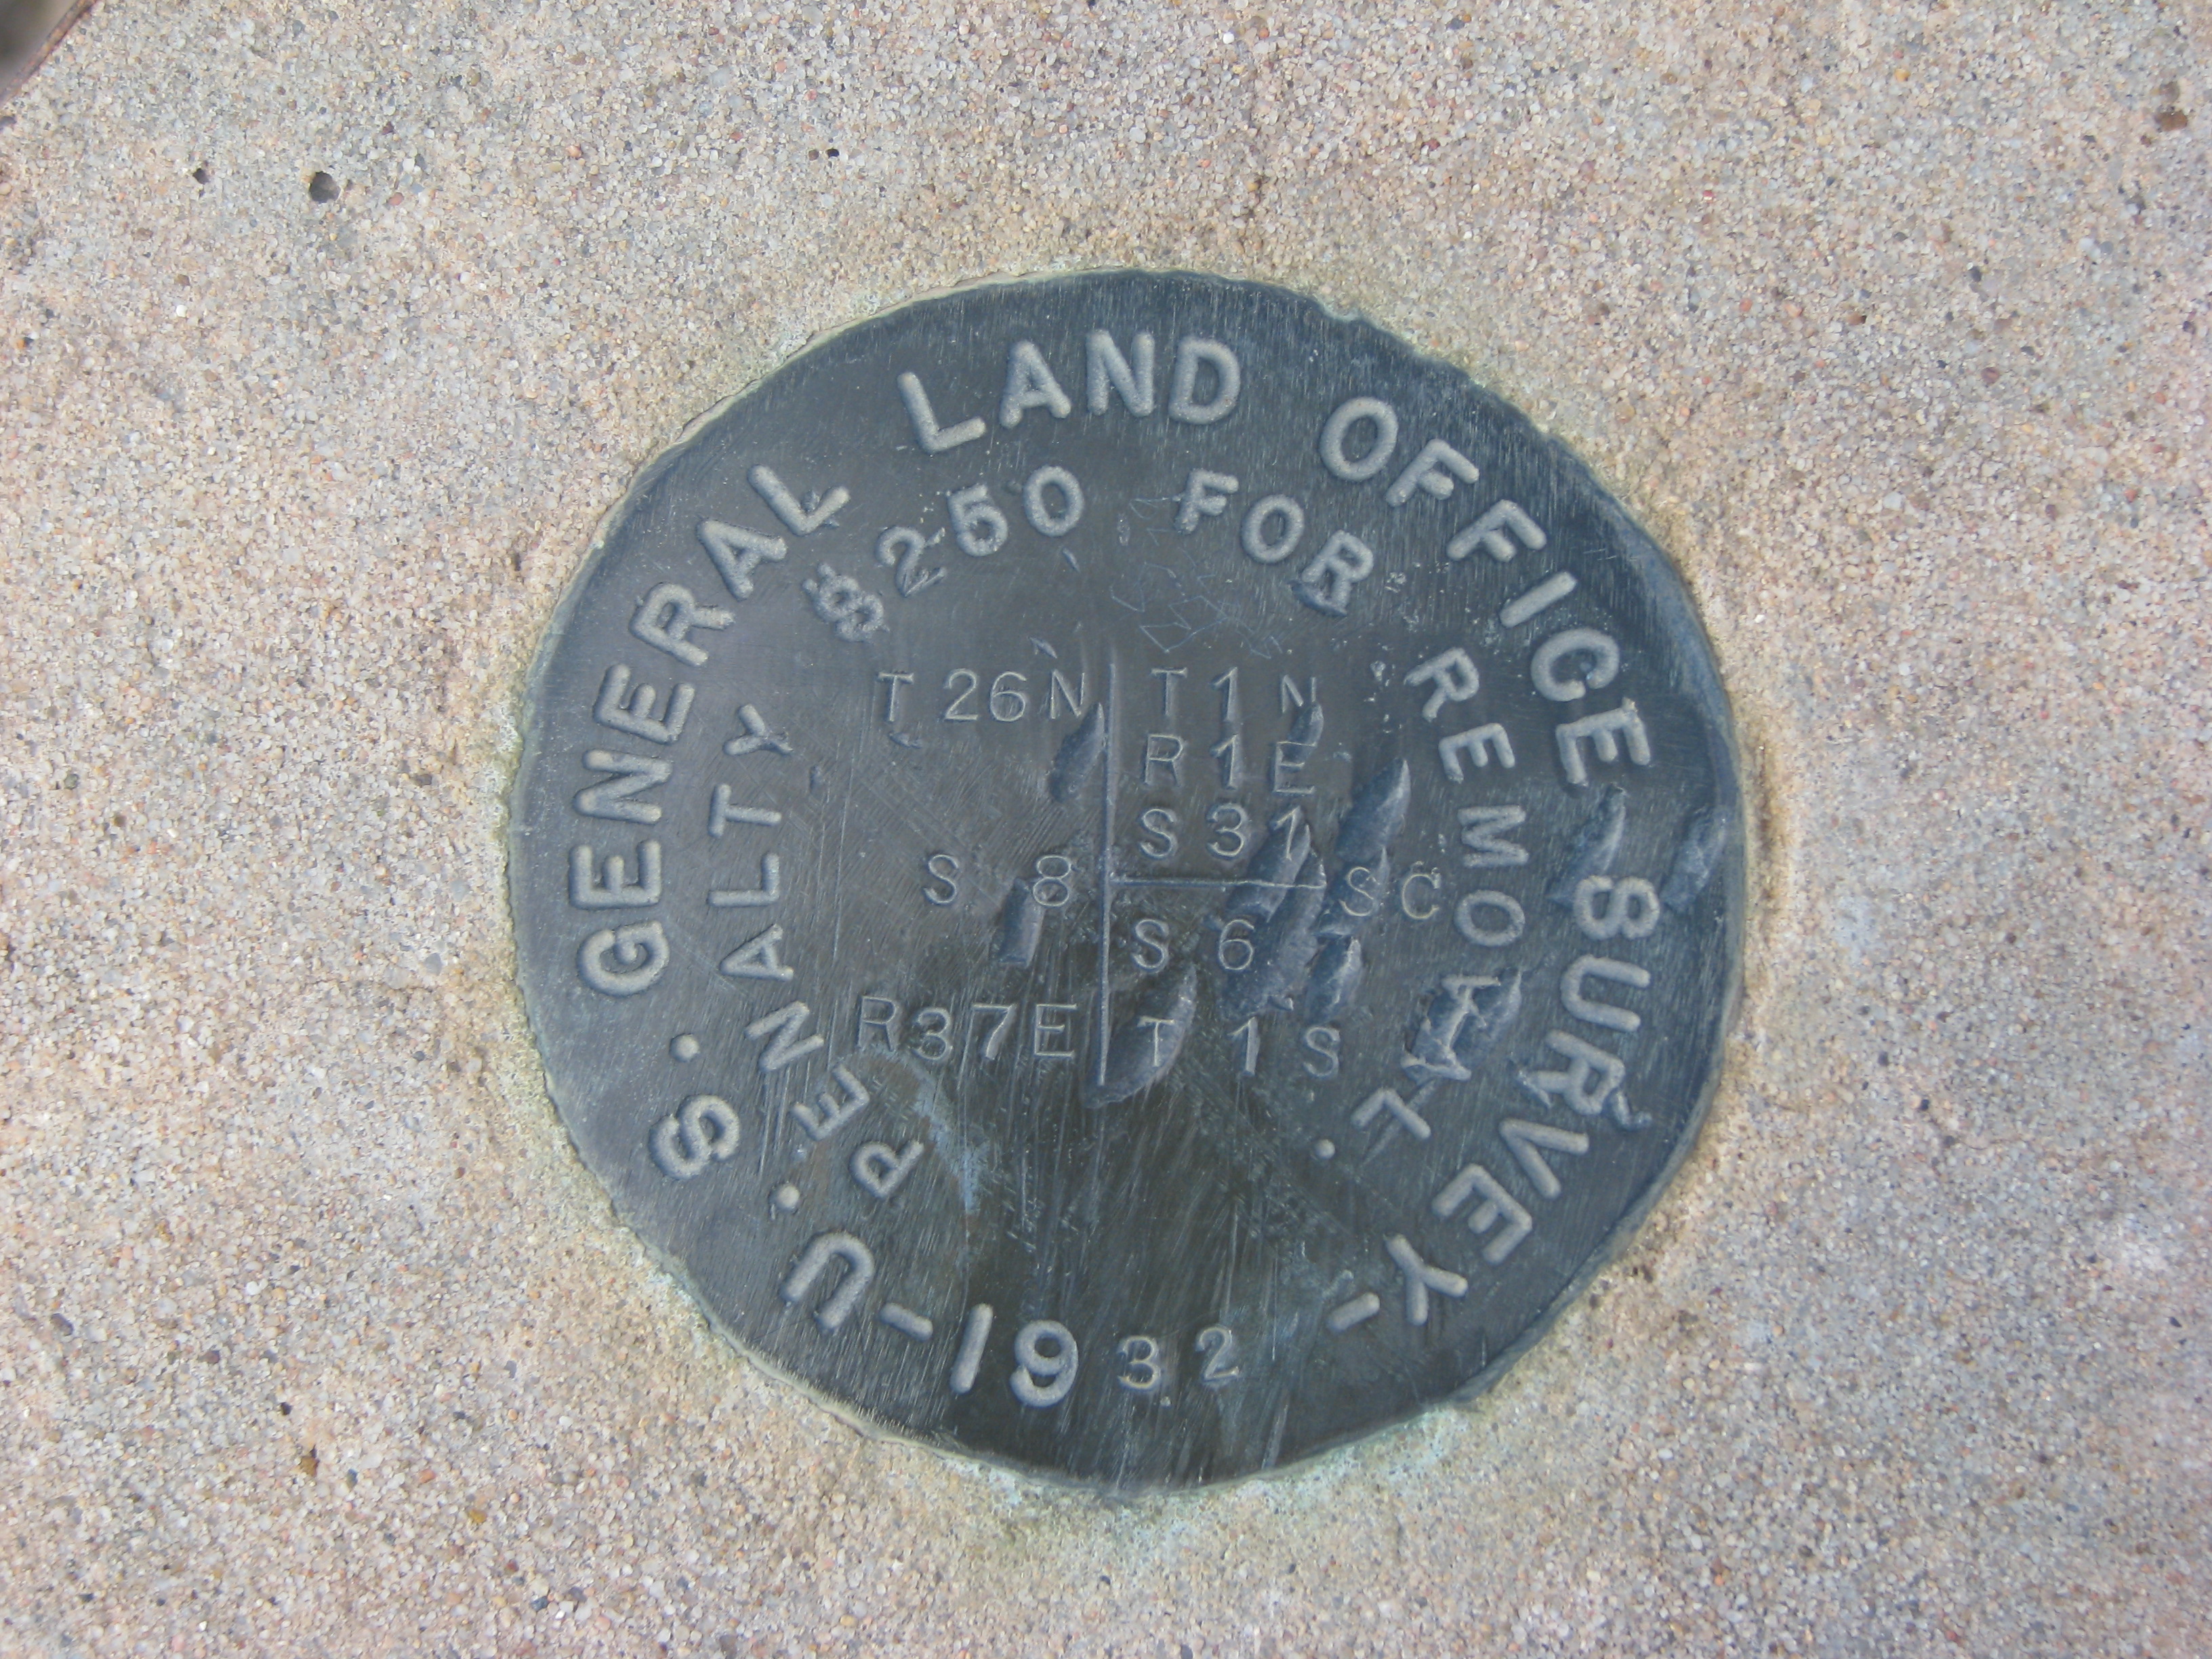 U. S. GENERAL LAND OFFICE SURVEY
PENALTY $250 FOR REMOVAL.
T 26 N
T 1 N
R 1 E
S 31
S 8
S C
S 6
R 37 E
T 1 S
-1932-